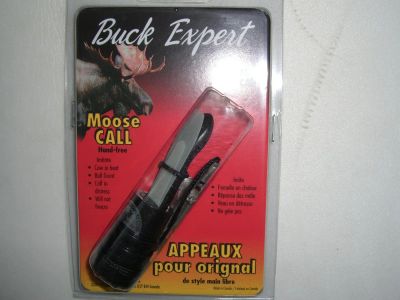 Buck Expert
Moose
CALL
Hand-free
Imitate
• Cow in heat
• Bull Grunt
• Calf in
distress
• Will not
freeze
Imite
• Femelle en chaleur
• Réponse des mâles
• Veau en détresse
• Ne gèle pas
APPEAUX
pour orignal
de style main libre